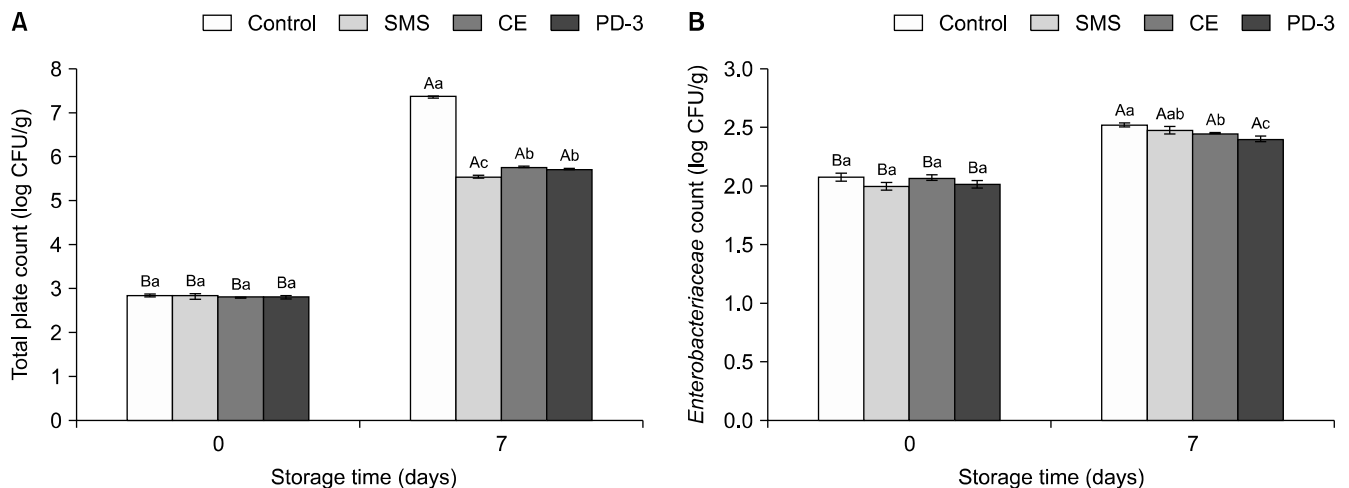 A
Control SMS CE PD-3
Total plate count (log CFU/g)
8
7
6
5
4
3
2
1
0
Ba Ba Ba Ba
Aa Ac Ab Ab
0 7
Storage time (days)
B
Control SMS CE PD-3
Enterobacteriaceae count (log CFU/g)
3.0
2.5
2.0
1.5
1.0
0.5
0.0
Ba Ba Ba Ba
Aa Aab Ab Ac
0 7
Storage time (days)